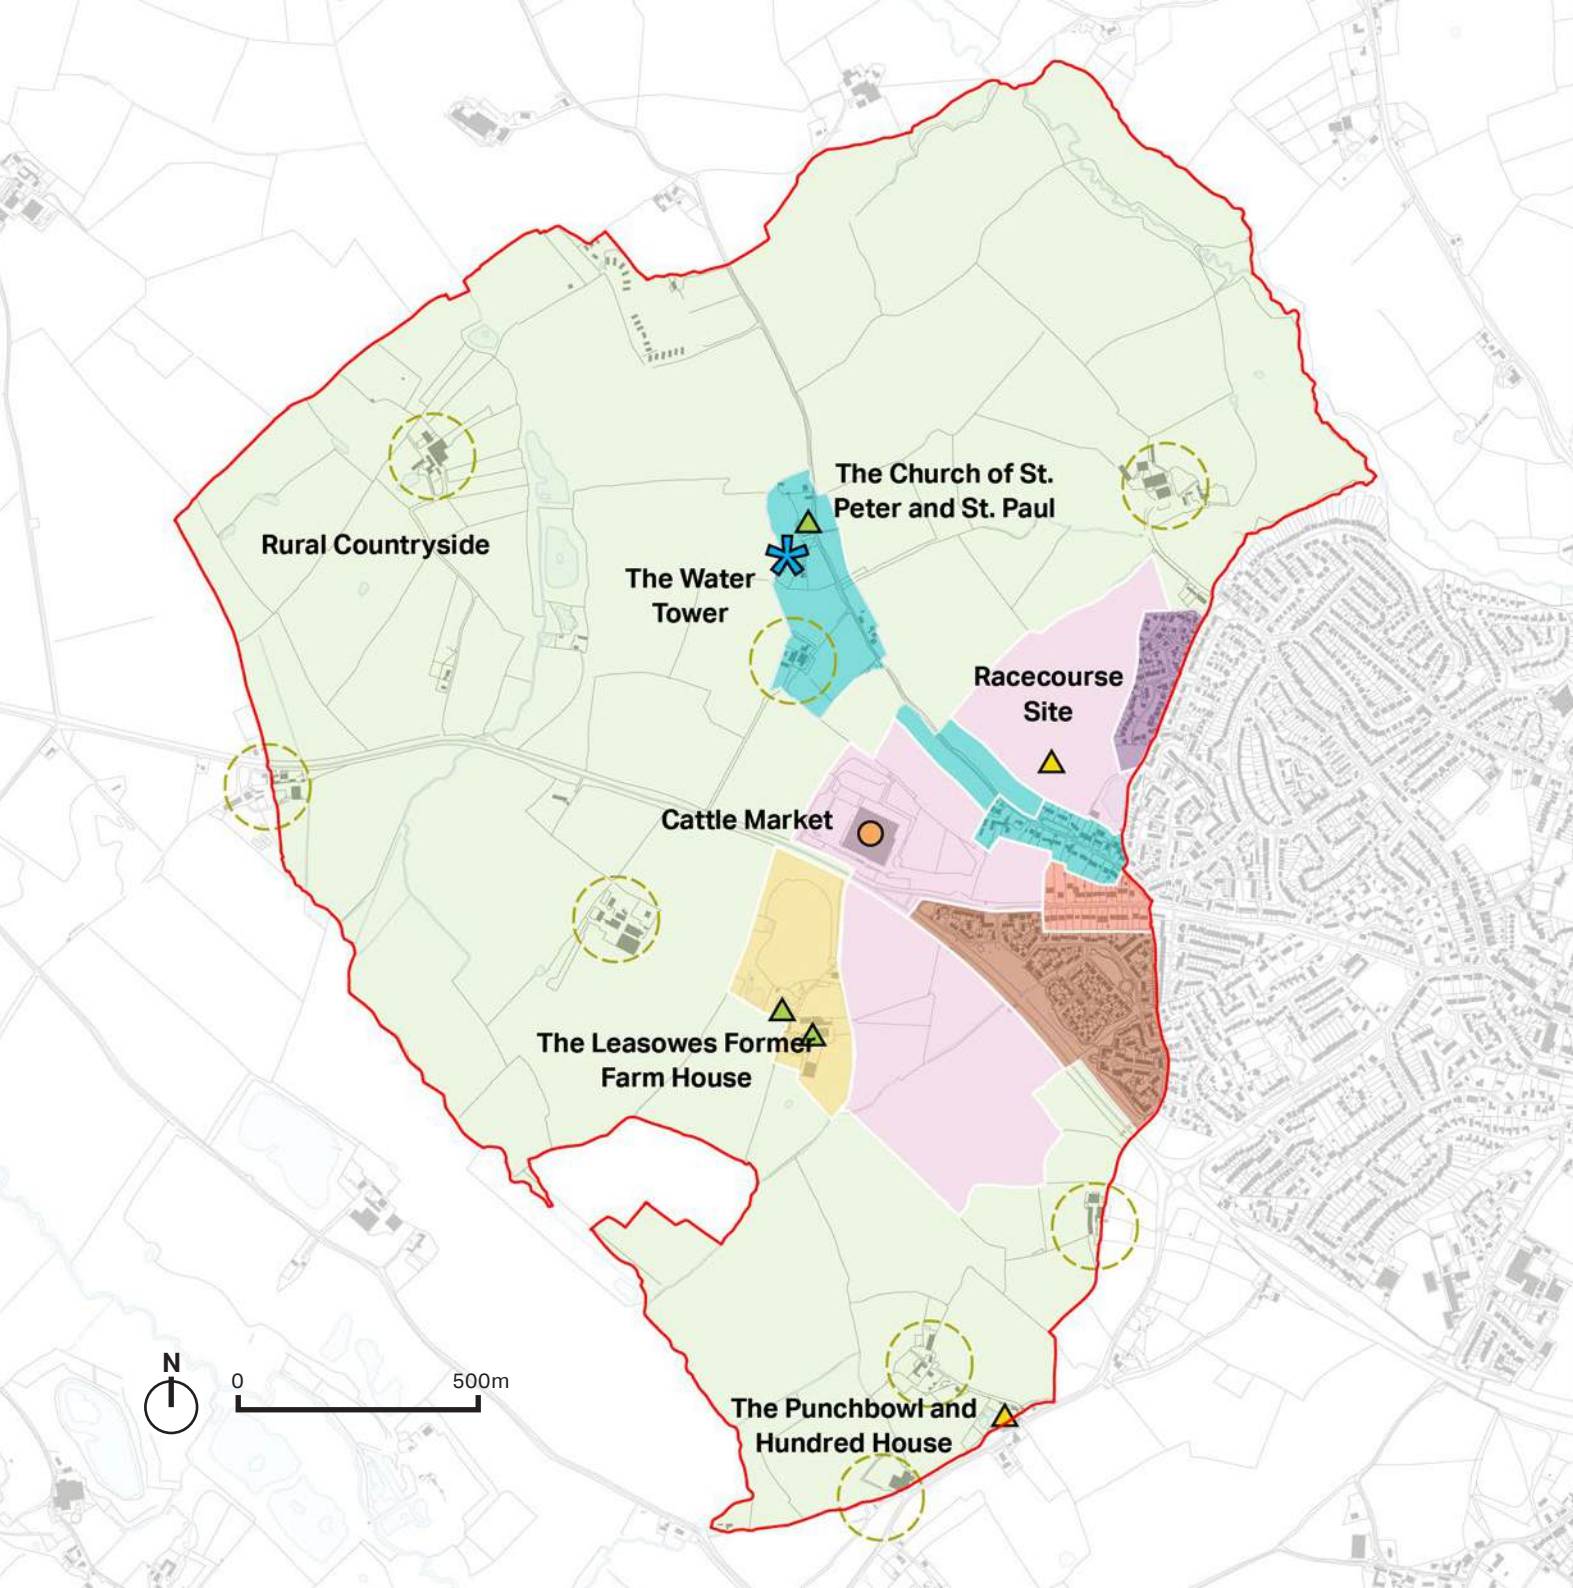 The Church of St.
Peter and St. Paul
Rural Countryside
The Water
Tower
Racecourse
Site
Cattle Market
The Leasowes Former
Farm House
N
0 500m
The Punchbowl and
Hundred House